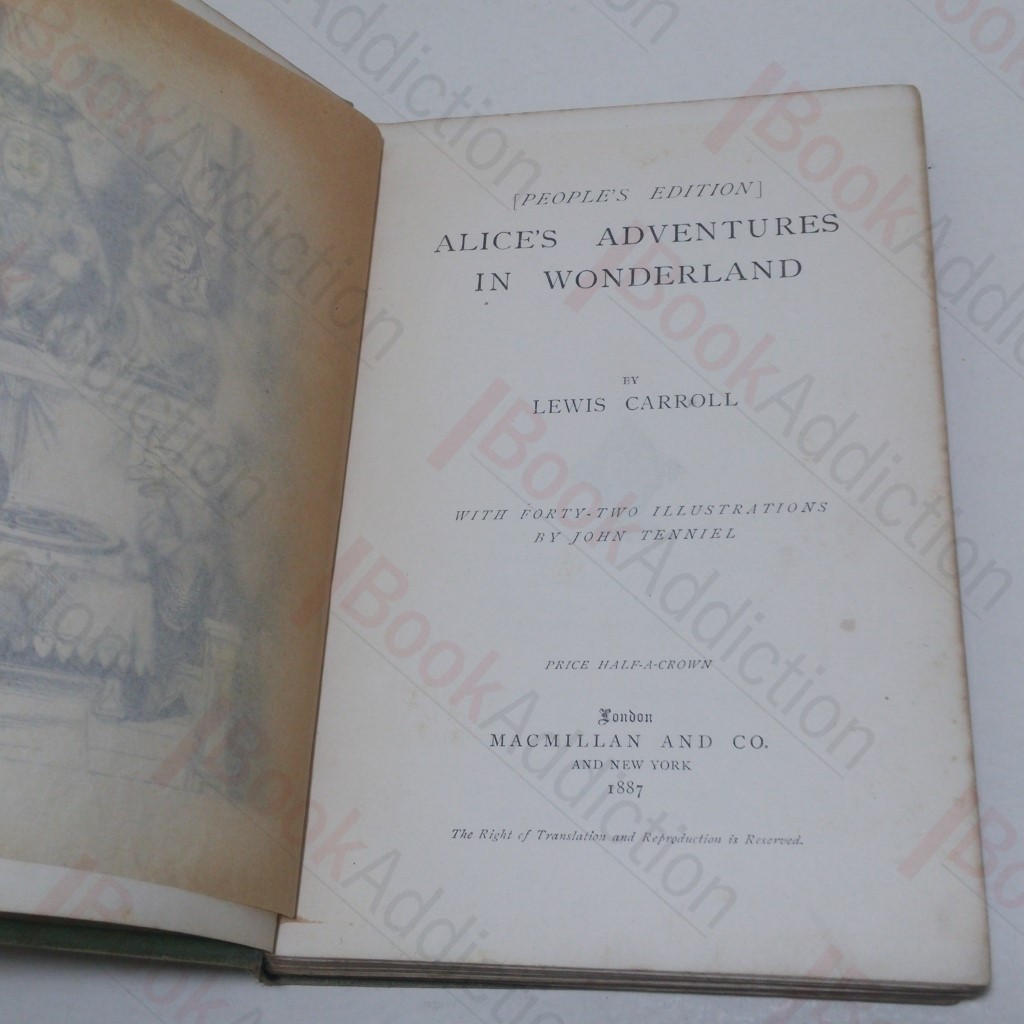 [PEOPLE'S EDITION]
ALICE'S ADVENTURES
IN WONDERLAND
BY
LEWIS CARROLL
WITH FORTY-TWO ILLUSTRATIONS
BY JOHN TENNIEL
PRICE HALF-A-CROWN
London
MACMILLAN AND CO.
AND NEW YORK
1887
The Right of Translation and Reproduction is Reserved.
BookAddiction